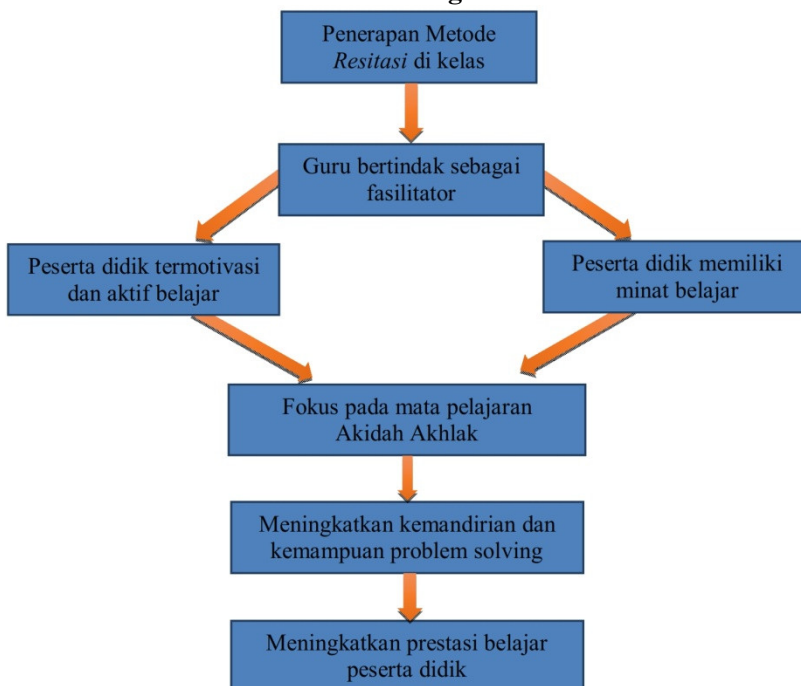 Penerapan Metode
Resitasi di kelas
Guru bertindak sebagai
fasilitator
Peserta didik termotivasi
dan aktif belajar
Peserta didik memiliki
minat belajar
Fokus pada mata pelajaran
Akidah Akhlak
Meningkatkan kemandirian dan
kemampuan problem solving
Meningkatkan prestasi belajar
peserta didik